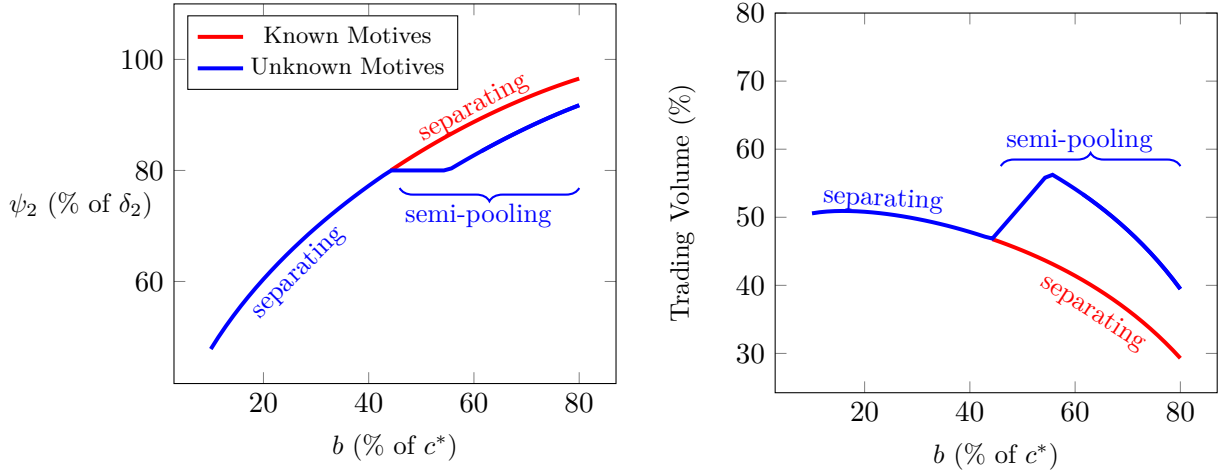 Known Motives
Unknown Motives
100
80
60
ψ₂ (% of δ₂)
separating
separating
semi-pooling
20
40
60
80
b (% of c*)
80
70
60
50
40
30
Trading Volume (%)
semi-pooling
separating
separating
20
40
60
80
b (% of c*)